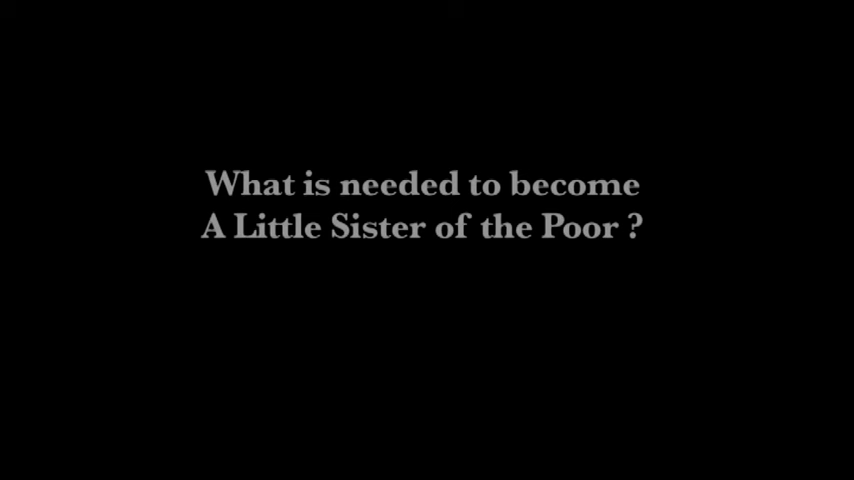 What is needed to become
A Little Sister of the Poor ?